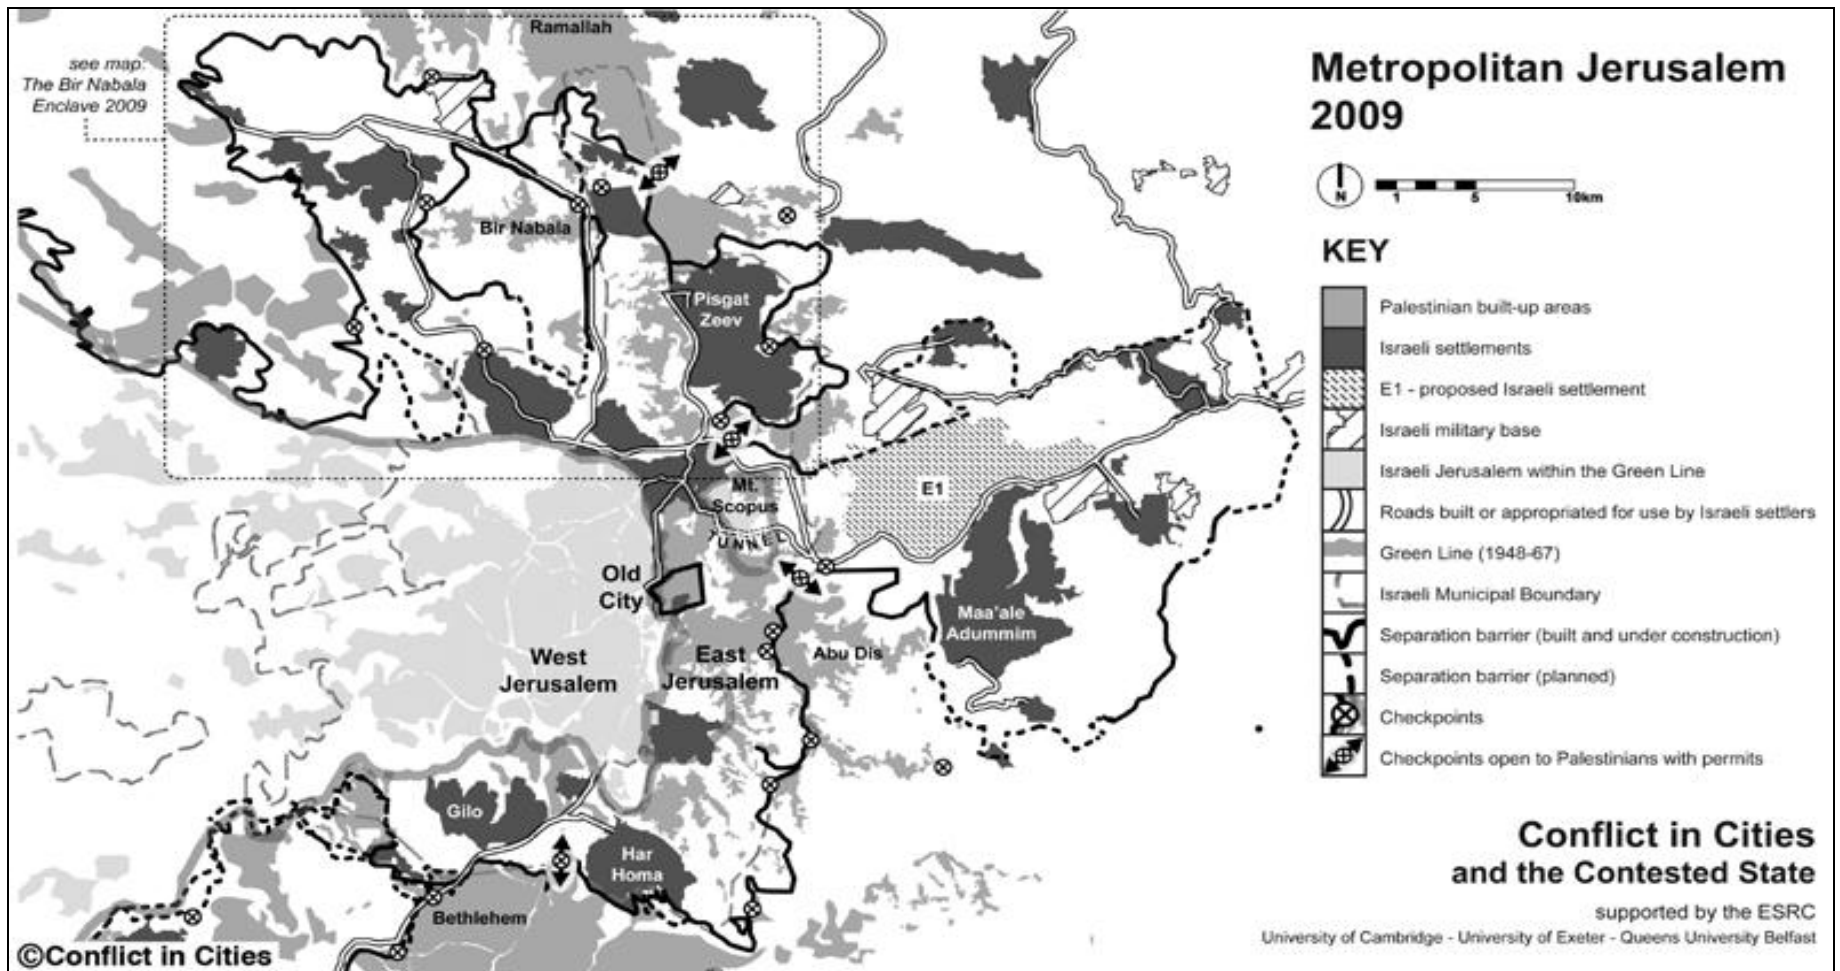 Ramallah
see map:
The Bir Nabala
Enclave 2009
Bir Nabala
Pisgat
Zeev
E1
Mt.
Scopus
TUNNEL
Old
City
Maa'ale
Adummim
West
Jerusalem
East
Jerusalem
Abu Dis
Gilo
Har
Homa
Bethlehem
©Conflict in Cities
Metropolitan Jerusalem
2009
N
1 5 10km
KEY
Palestinian built-up areas
Israeli settlements
E1 - proposed Israeli settlement
Israeli military base
Israeli Jerusalem within the Green Line
Roads built or appropriated for use by Israeli settlers
Green Line (1948-67)
Israeli Municipal Boundary
Separation barrier (built and under construction)
Separation barrier (planned)
Checkpoints
Checkpoints open to Palestinians with permits
Conflict in Cities
and the Contested State
supported by the ESRC
University of Cambridge - University of Exeter - Queens University Belfast